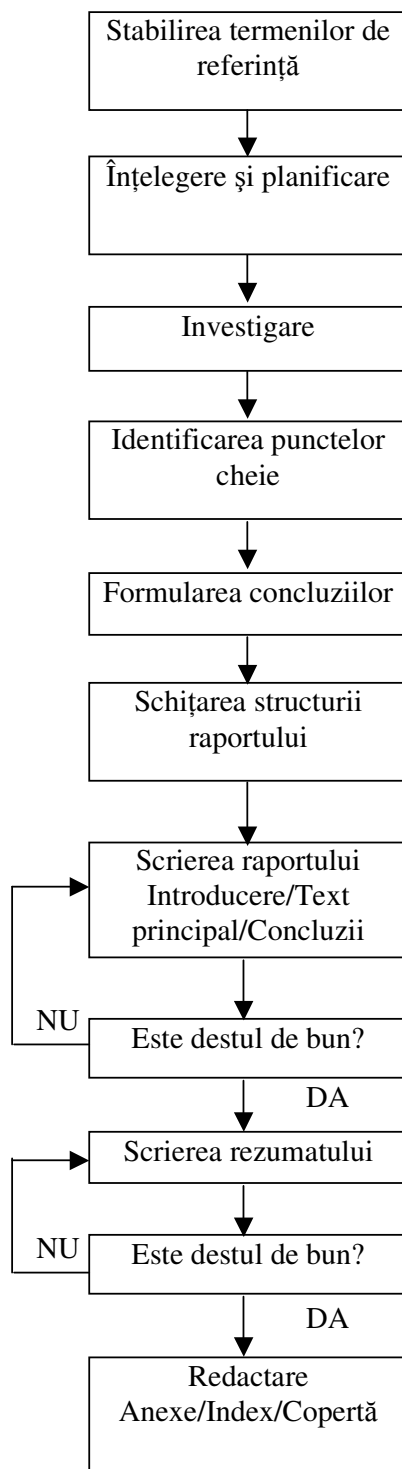 Stabilirea termenilor de
referință
Înțelegere și planificare
Investigare
Identificarea punctelor
cheie
Formularea concluziilor
Schițarea structurii
raportului
Scrierea raportului
Introducere/Text
principal/Concluzii
NU
Este destul de bun?
DA
Scrierea rezumatului
NU
Este destul de bun?
DA
Redactare
Anexe/Index/Copertă